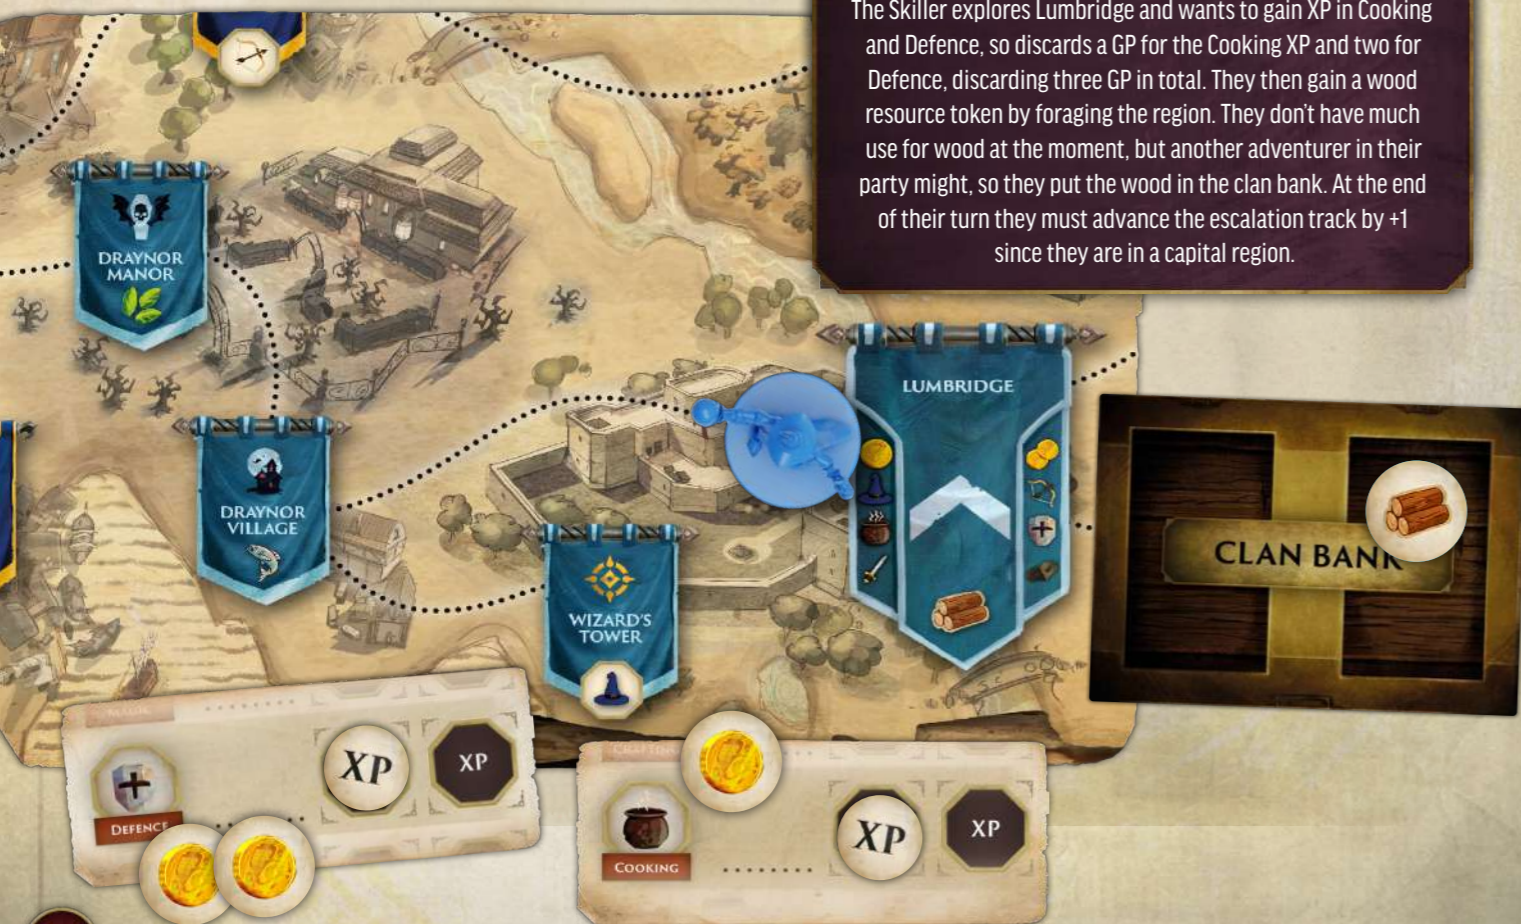 The Skiller explores Lumbridge and wants to gain XP in Cooking
and Defence, so discards a GP for the Cooking XP and two for
Defence, discarding three GP in total. They then gain a wood
resource token by foraging the region. They don't have much
use for wood at the moment, but another adventurer in their
party might, so they put the wood in the clan bank. At the end
of their turn they must advance the escalation track by +1
since they are in a capital region.
DRAYNOR
MANOR
LUMBRIDGE
DRAYNOR
VILLAGE
CLAN BANK
WIZARD'S
TOWER
XP
XP
DEFENCE
CRAFTING
XP
XP
COOKING